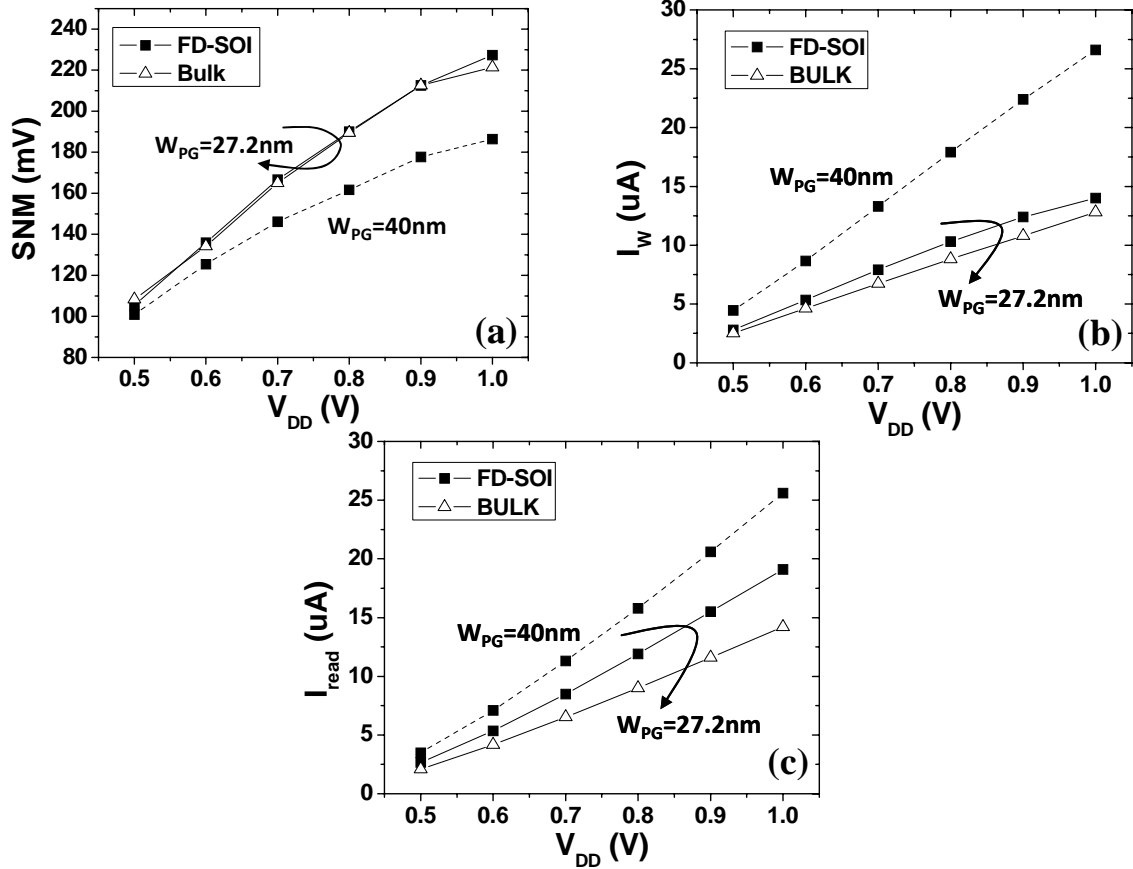 240
220
200
180
160
140
120
100
80
SNM (mV)
FD-SOI
Bulk
W_PG=27.2nm
W_PG=40nm
(a)
0.5 0.6 0.7 0.8 0.9 1.0
V_DD (V)
30
25
20
15
10
5
0
I_W (uA)
FD-SOI
BULK
W_PG=40nm
W_PG=27.2nm
(b)
0.5 0.6 0.7 0.8 0.9 1.0
V_DD (V)
30
25
20
15
10
5
0
I_read (uA)
FD-SOI
BULK
W_PG=40nm
W_PG=27.2nm
(c)
0.5 0.6 0.7 0.8 0.9 1.0
V_DD (V)